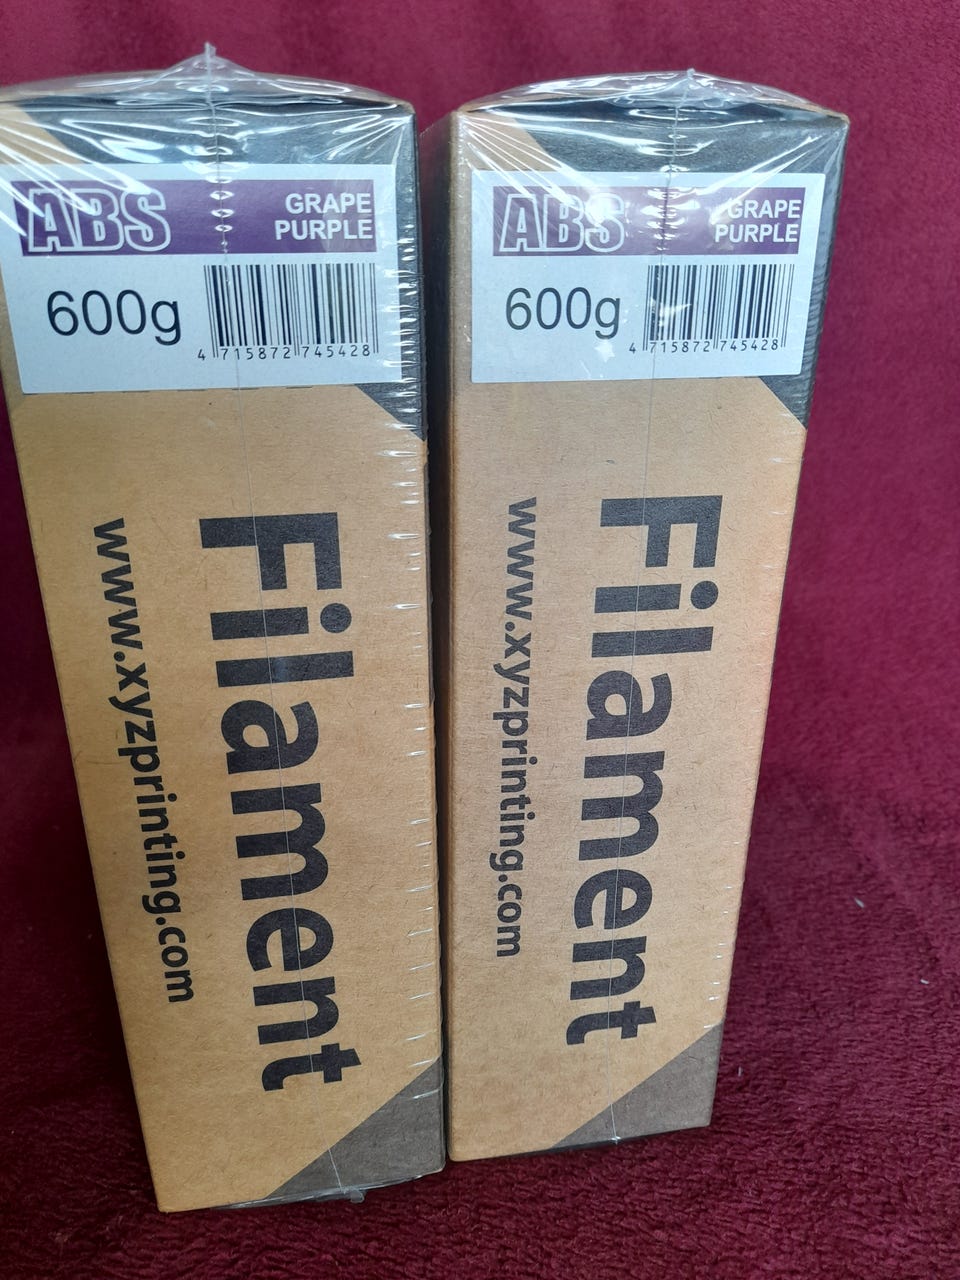 ABS
GRAPE
PURPLE
600g
4 715872 745428
Filament
www.xyzprinting.com
ABS
GRAPE
PURPLE
600g
4 715872 745428
Filament
www.xyzprinting.com